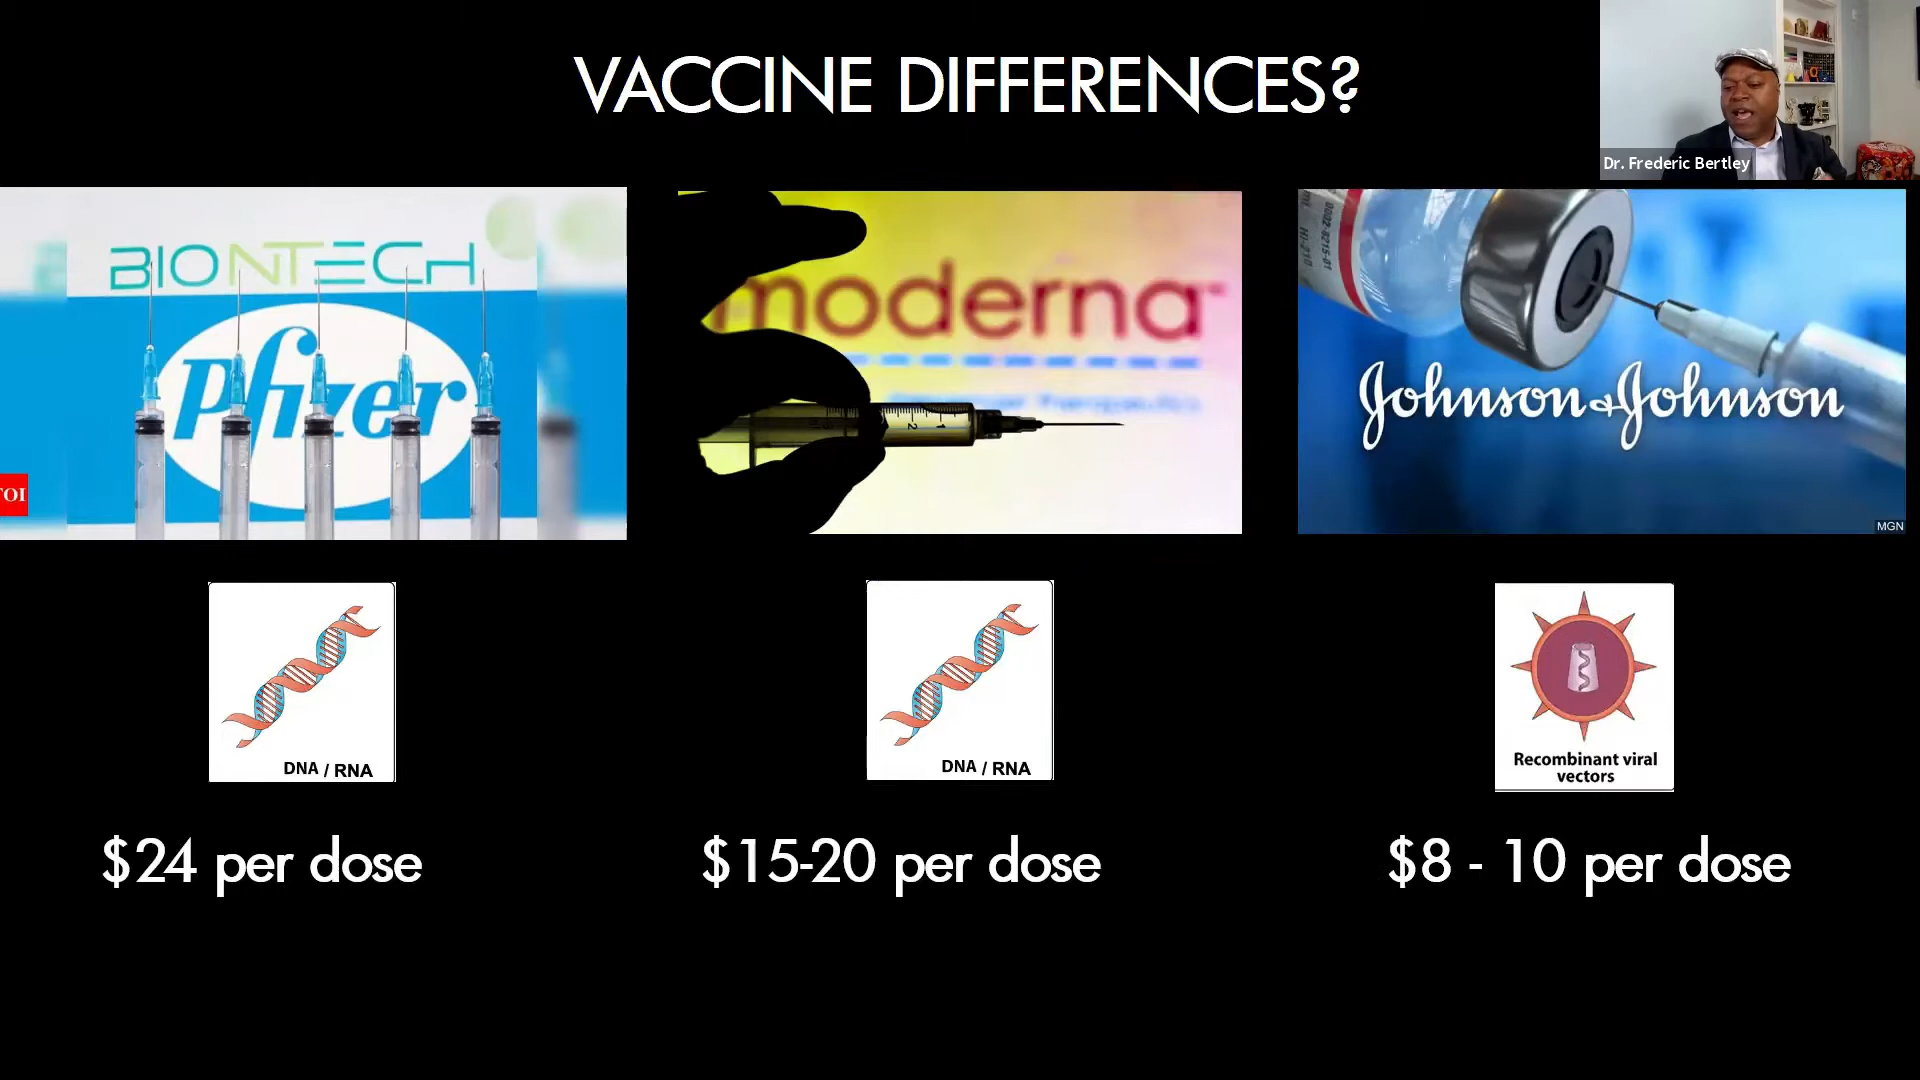 VACCINE DIFFERENCES?
Dr. Frederic Bertley
BIONTECH
Pfizer
TOI
moderna
Johnson & Johnson
MGN
DNA / RNA
DNA / RNA
Recombinant viral
vectors
$24 per dose
$15-20 per dose
$8 - 10 per dose